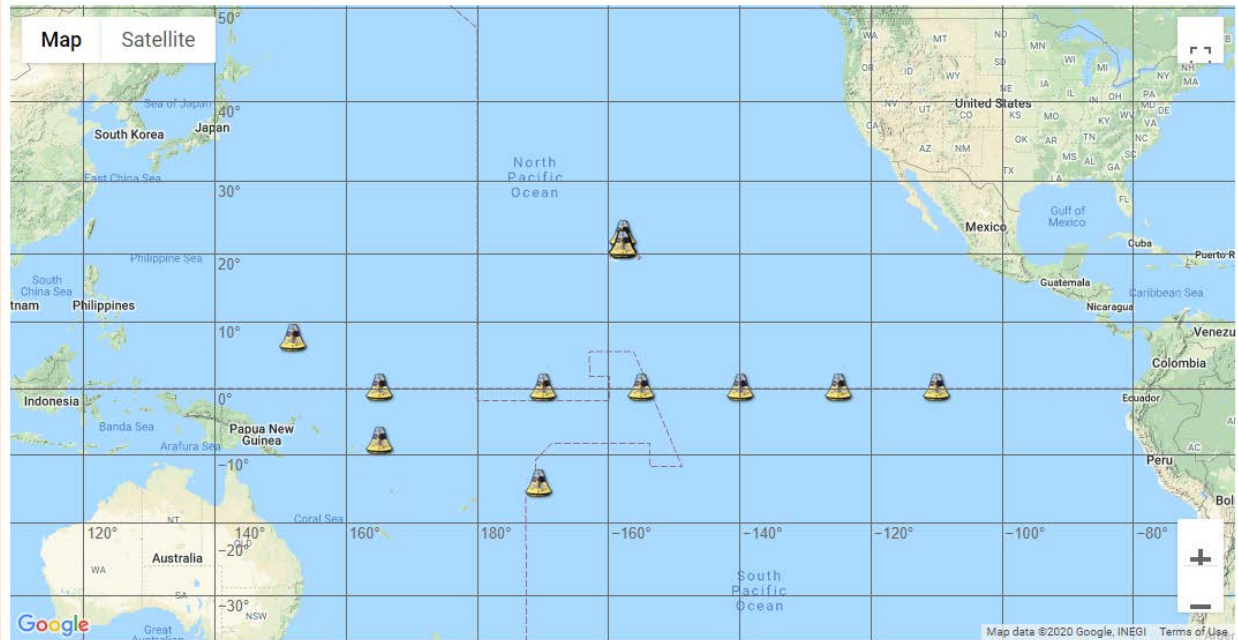 Map
Satellite
50°
Sea of Japan
40°
South Korea
Japan
East China Sea
30°
Philippine Sea
20°
South
China Sea
tnam
Philippines
10°
Indonesia
0°
Banda Sea
Papua New
Guinea
Arafura Sea
−10°
Coral Sea
NT
120°
140°
160°
180°
−160°
−140°
−120°
−100°
−80°
−20°
Australia
QLD
WA
SA
−30°
NSW
Great
Google
North
Pacific
Ocean
South
Pacific
Ocean
WA
MT
ND
MN
OR
ID
WY
WI
MI
NY
NH
MA
NE
IA
IL
IN
OH
PA
NV
UT
CO
United States
KS
MO
KY
WV
VA
MD
DE
CA
AZ
NM
OK
AR
TN
NC
MS
AL
GA
SC
TX
LA
FL
Gulf of
Mexico
Mexico
Cuba
Puerto R
Guatemala
Caribbean Sea
Nicaragua
Venezu
Colombia
Ecuador
AC
Peru
Bol
Map data ©2020 Google, INEGI
Terms of Use